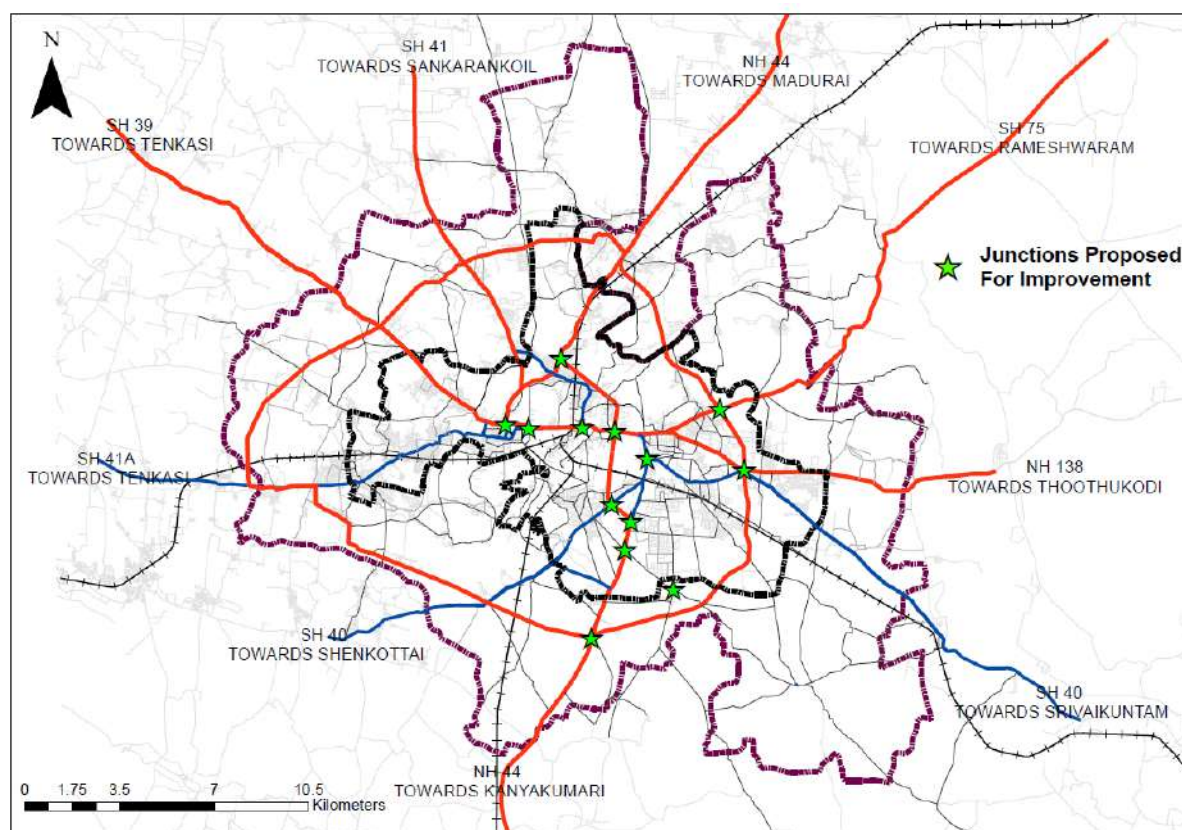 N
SH 41
TOWARDS SANKARANKOIL
NH 44
TOWARDS MADURAI
SH 39
TOWARDS TENKASI
SH 75
TOWARDS RAMESHWARAM
Junctions Proposed
For Improvement
SH 41A
TOWARDS TENKASI
NH 138
TOWARDS THOOTHUKODI
SH 40
TOWARDS SHENKOTTAI
SH 40
TOWARDS SRIVAIKUNTAM
NH 44
TOWARDS KANYAKUMARI
0 1.75 3.5 7 10.5
Kilometers